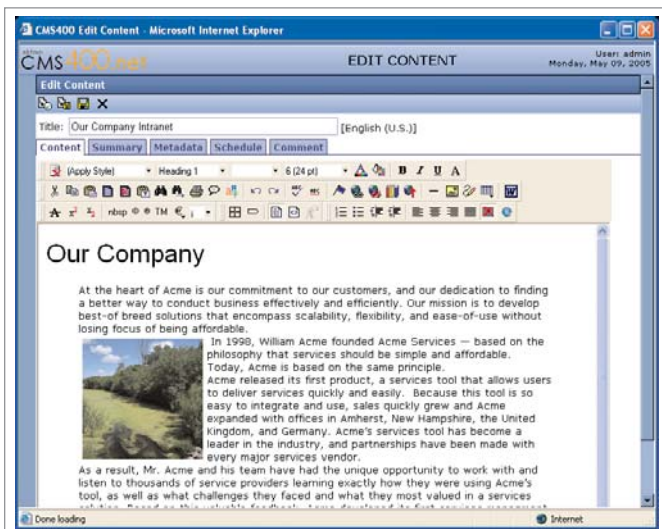 CMS400 Edit Content - Microsoft Internet Explorer
CMS400.net
EDIT CONTENT
User: admin
Monday, May 09, 2005
Edit Content
Title: Our Company Intranet [English (U.S.)]
Content Summary Metadata Schedule Comment
(Apply Style) Heading 1 6 (24 pt) B I U A
nbsp © ® TM €
Our Company
At the heart of Acme is our commitment to our customers, and our dedication to finding
a better way to conduct business effectively and efficiently. Our mission is to develop
best-of breed solutions that encompass scalability, flexibility, and ease-of-use without
losing focus of being affordable.
In 1998, William Acme founded Acme Services — based on the
philosophy that services should be simple and affordable.
Today, Acme is based on the same principle.
Acme released its first product, a services tool that allows users
to deliver services quickly and easily. Because this tool is so
easy to integrate and use, sales quickly grew and Acme
expanded with offices in Amherst, New Hampshire, the United
Kingdom, and Germany. Acme's services tool has become a
leader in the industry, and partnerships have been made with
every major services vendor.
As a result, Mr. Acme and his team have had the unique opportunity to work with and
listen to thousands of service providers learning exactly how they were using Acme's
tool, as well as what challenges they faced and what they most valued in a services
Done loading
Internet